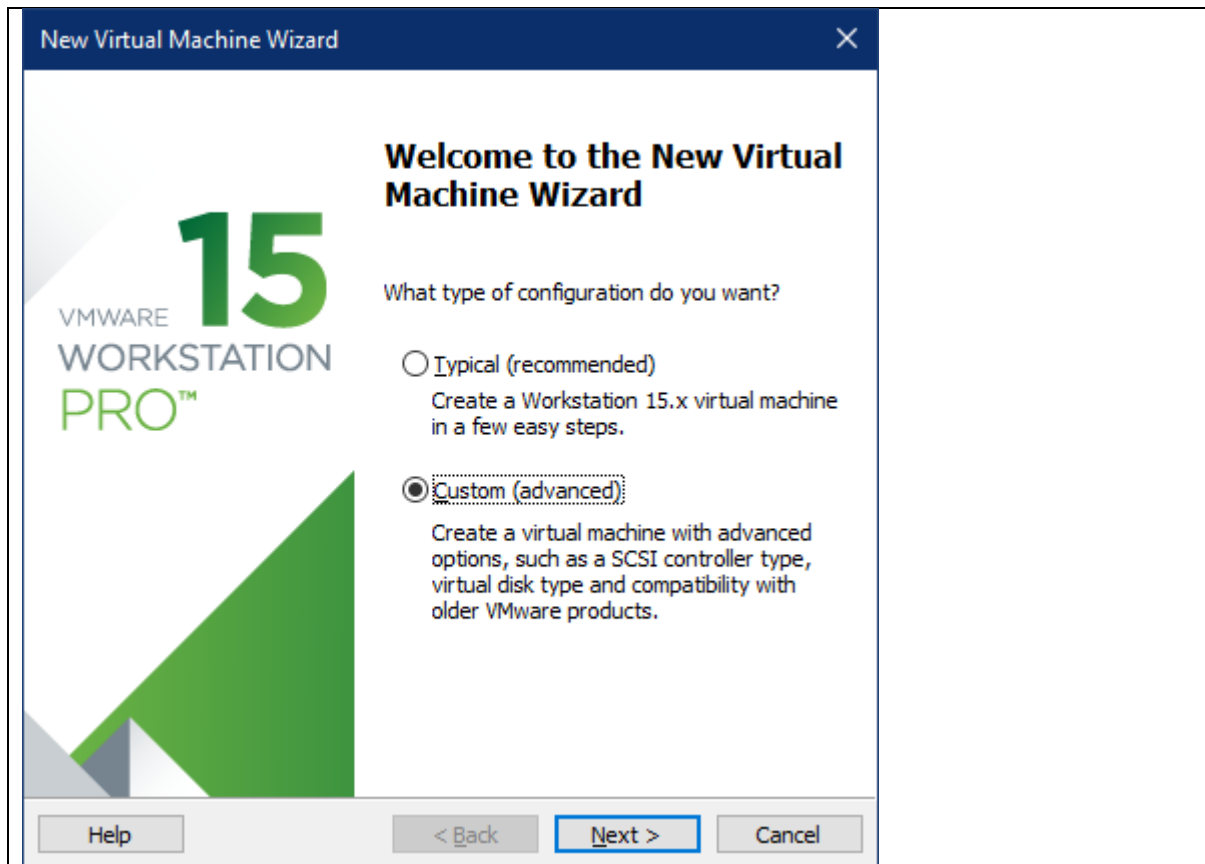 New Virtual Machine Wizard
Welcome to the New Virtual
Machine Wizard
15
VMWARE
WORKSTATION
PRO™
What type of configuration do you want?
Typical (recommended)
Create a Workstation 15.x virtual machine
in a few easy steps.
Custom (advanced)
Create a virtual machine with advanced
options, such as a SCSI controller type,
virtual disk type and compatibility with
older VMware products.
Help
< Back
Next >
Cancel